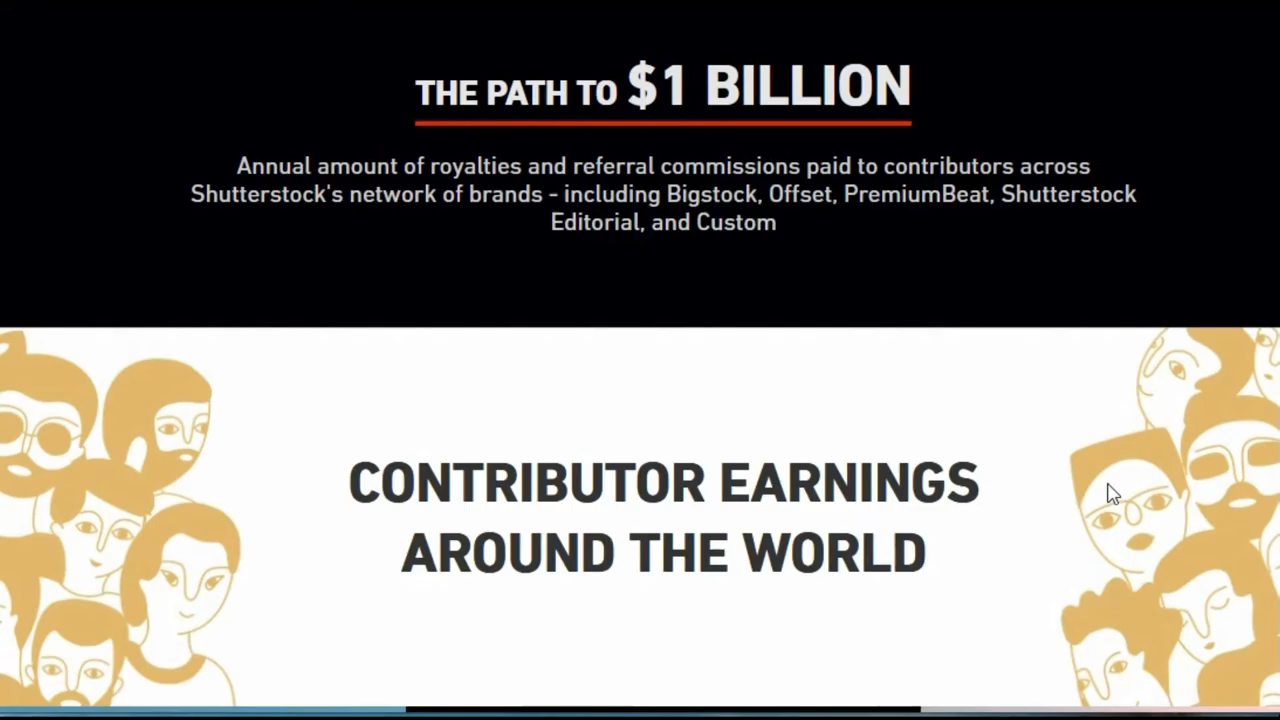 THE PATH TO $1 BILLION
Annual amount of royalties and referral commissions paid to contributors across
Shutterstock's network of brands - including Bigstock, Offset, PremiumBeat, Shutterstock
Editorial, and Custom
CONTRIBUTOR EARNINGS
AROUND THE WORLD